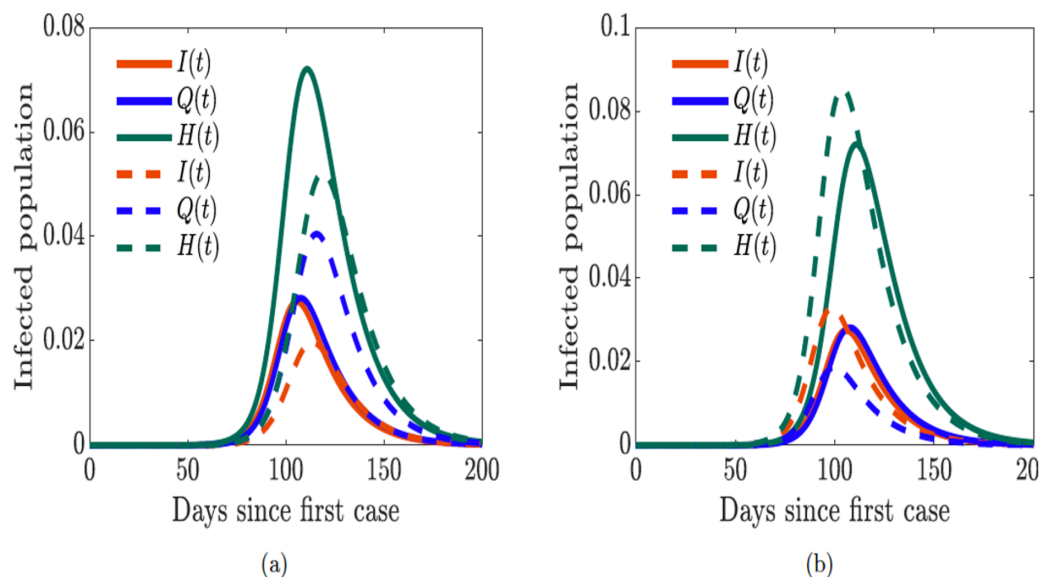 0.08
0.06
0.04
0.02
0
Infected population
I(t)
Q(t)
H(t)
I(t)
Q(t)
H(t)
0
50
100
150
200
Days since first case
(a)
0.1
0.08
0.06
0.04
0.02
0
Infected population
I(t)
Q(t)
H(t)
I(t)
Q(t)
H(t)
0
50
100
150
20
Days since first case
(b)